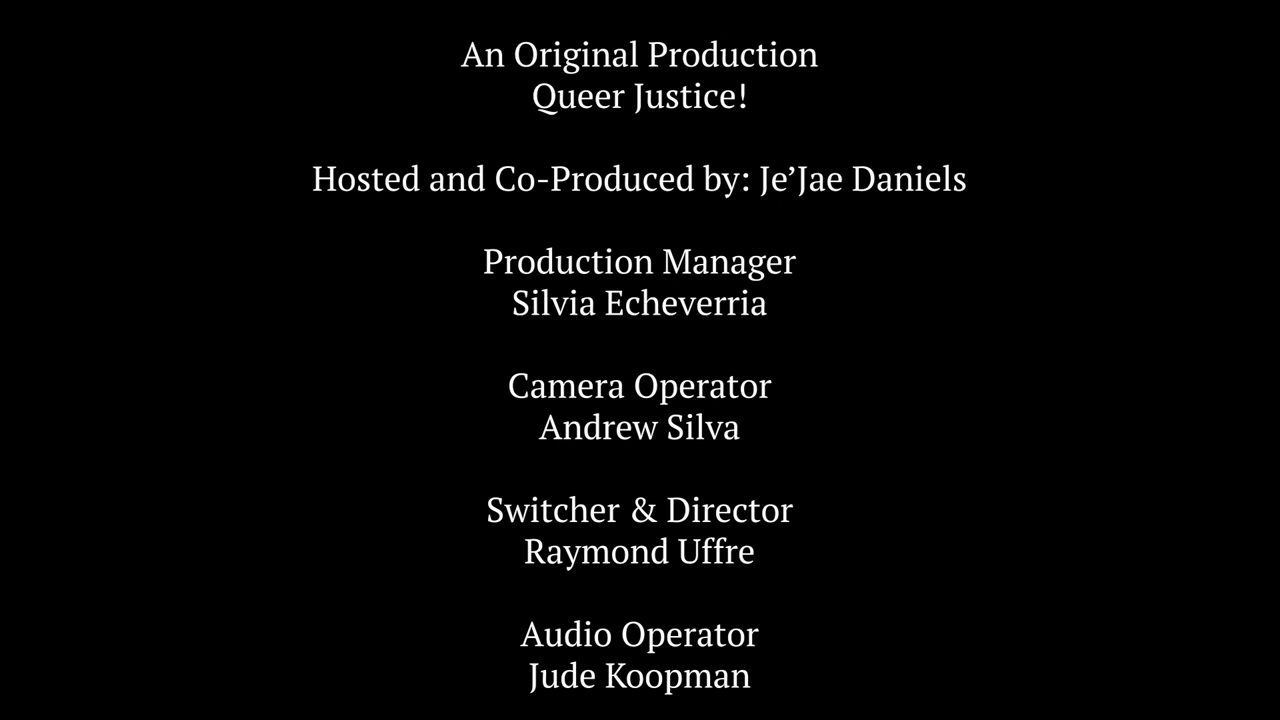 An Original Production
Queer Justice!
Hosted and Co-Produced by: Je’Jae Daniels
Production Manager
Silvia Echeverria
Camera Operator
Andrew Silva
Switcher & Director
Raymond Uffre
Audio Operator
Jude Koopman